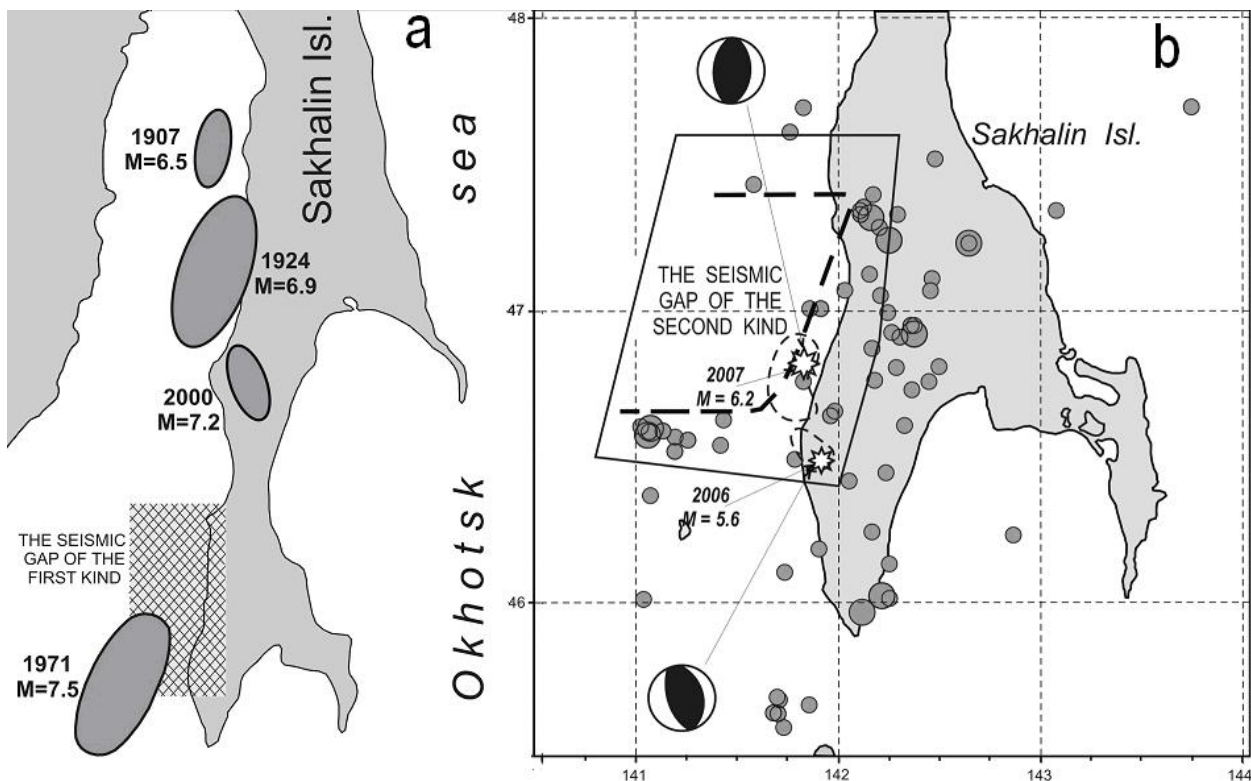 a
Sakhalin Isl.
1907
M=6.5
1924
M=6.9
2000
M=7.2
THE SEISMIC
GAP OF THE
FIRST KIND
1971
M=7.5
Okhotsk sea
b
48
47
46
Sakhalin Isl.
THE SEISMIC
GAP OF THE
SECOND KIND
2007
M = 6.2
2006
M = 5.6
141
142
143
144